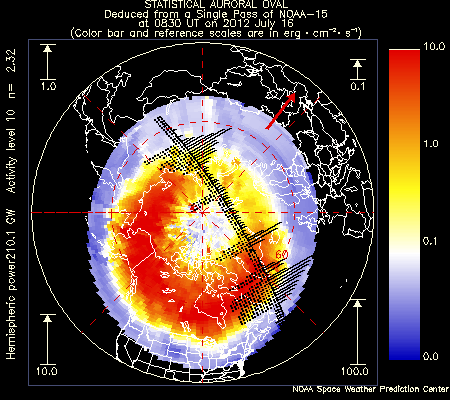 STATISTICAL AURORAL OVAL
Deduced from a Single Pass of NOAA-15
at 0830 UT on 2012 July 16
(Color bar and reference scales are in erg · cm⁻² · s⁻¹)
Hemispheric power210.1 GW Activity level 10 n= 2.32
1.0
0.1
10.0
100.0
60
10.0
1.0
0.1
0.0
NOAA Space Weather Prediction Center